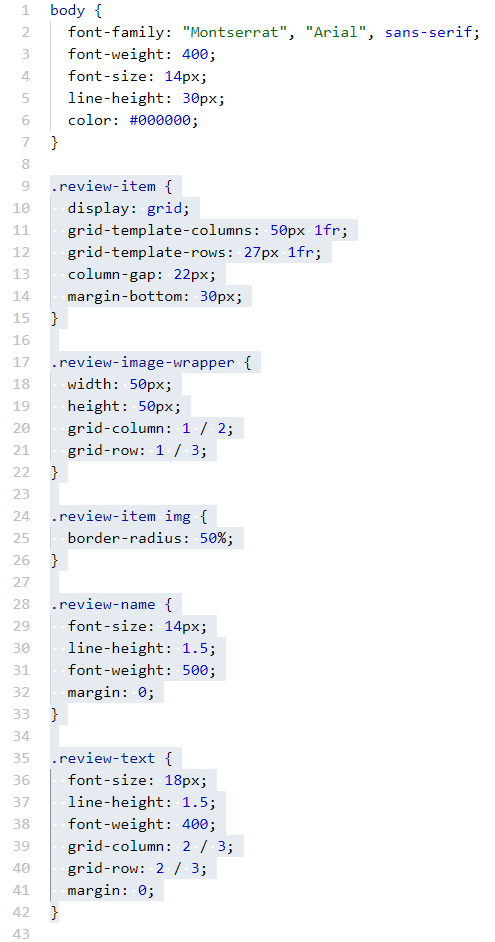 1 body {
2   font-family: "Montserrat", "Arial", sans-serif;
3   font-weight: 400;
4   font-size: 14px;
5   line-height: 30px;
6   color: #000000;
7 }
8
9 .review-item {
10   display: grid;
11   grid-template-columns: 50px 1fr;
12   grid-template-rows: 27px 1fr;
13   column-gap: 22px;
14   margin-bottom: 30px;
15 }
16
17 .review-image-wrapper {
18   width: 50px;
19   height: 50px;
20   grid-column: 1 / 2;
21   grid-row: 1 / 3;
22 }
23
24 .review-item img {
25   border-radius: 50%;
26 }
27
28 .review-name {
29   font-size: 14px;
30   line-height: 1.5;
31   font-weight: 500;
32   margin: 0;
33 }
34
35 .review-text {
36   font-size: 18px;
37   line-height: 1.5;
38   font-weight: 400;
39   grid-column: 2 / 3;
40   grid-row: 2 / 3;
41   margin: 0;
42 }
43